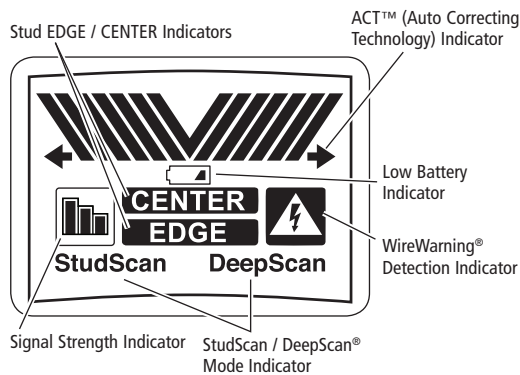 Stud EDGE / CENTER Indicators
ACT™ (Auto Correcting
Technology) Indicator
Low Battery
Indicator
CENTER
EDGE
WireWarning®
Detection Indicator
StudScan
DeepScan
Signal Strength Indicator
StudScan / DeepScan®
Mode Indicator